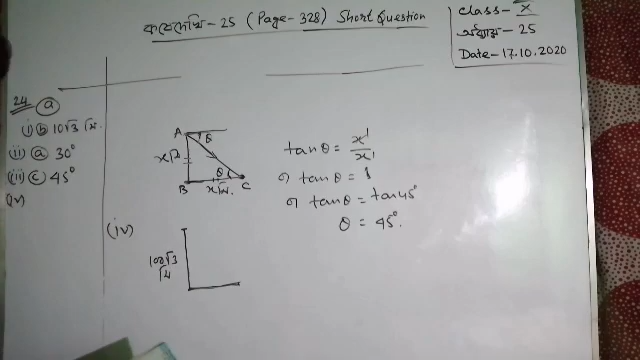 কষে দেখি - 25 (Page - 328) Short Question
Class - X
অধ্যায় - 25
Date - 17.10.2020
24 (a)
(i) (b) 10√3 মি.
(ii) (a) 30°
(iii) (c) 45°
(iv)
A θ
x মি.
B x মি. θ C
tanθ = x/x
বা tanθ = 1
বা tanθ = tan45°
θ = 45°.
(iv)
100√3
মি